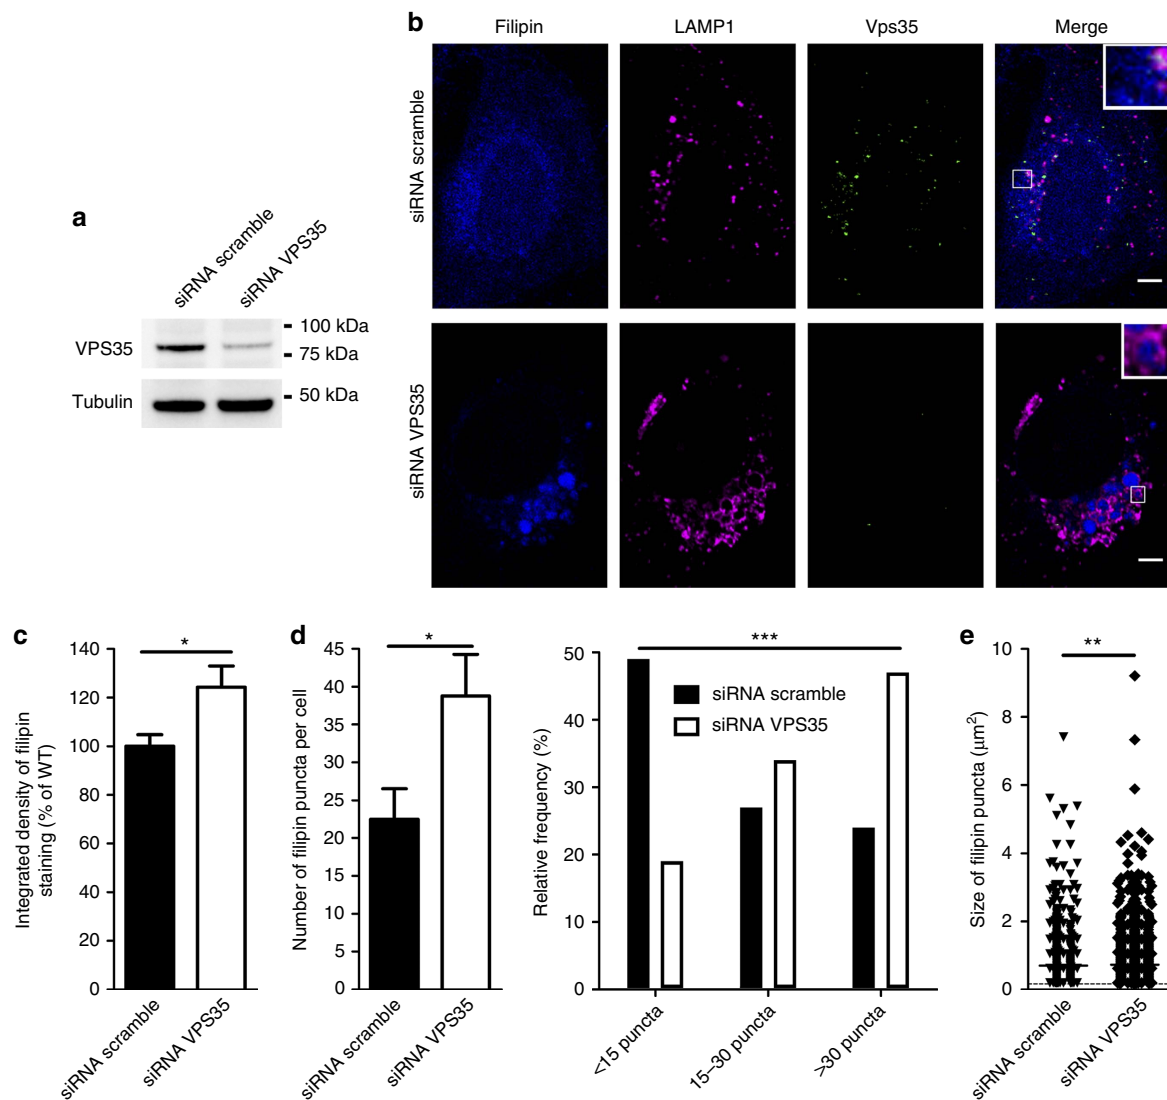 a
siRNA scramble
siRNA VPS35
VPS35
Tubulin
100 kDa
75 kDa
50 kDa
b
Filipin
LAMP1
Vps35
Merge
siRNA scramble
siRNA VPS35
c
Integrated density of filipin
staining (% of WT)
140
120
100
80
60
40
20
0
*
siRNA scramble
siRNA VPS35
d
Number of filipin puncta per cell
45
40
35
30
25
20
15
10
5
0
*
siRNA scramble
siRNA VPS35
Relative frequency (%)
50
40
30
20
10
0
***
siRNA scramble
siRNA VPS35
<15 puncta
15–30 puncta
>30 puncta
e
Size of filipin puncta (µm²)
10
8
6
4
2
0
**
siRNA scramble
siRNA VPS35